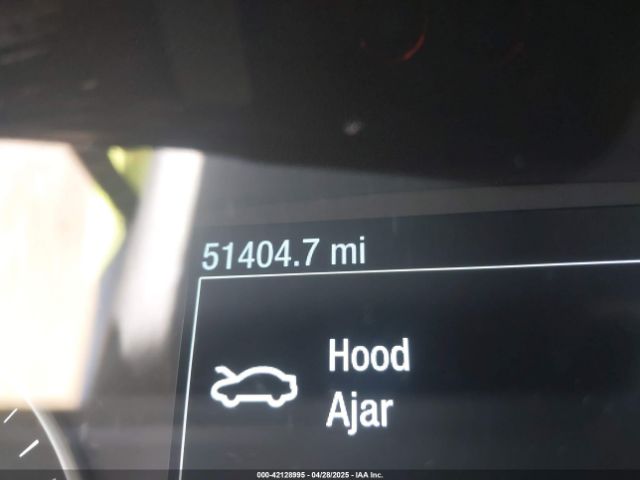 51404.7 mi
Hood
Ajar
000-42128995 - 04/28/2025 - IAA Inc.